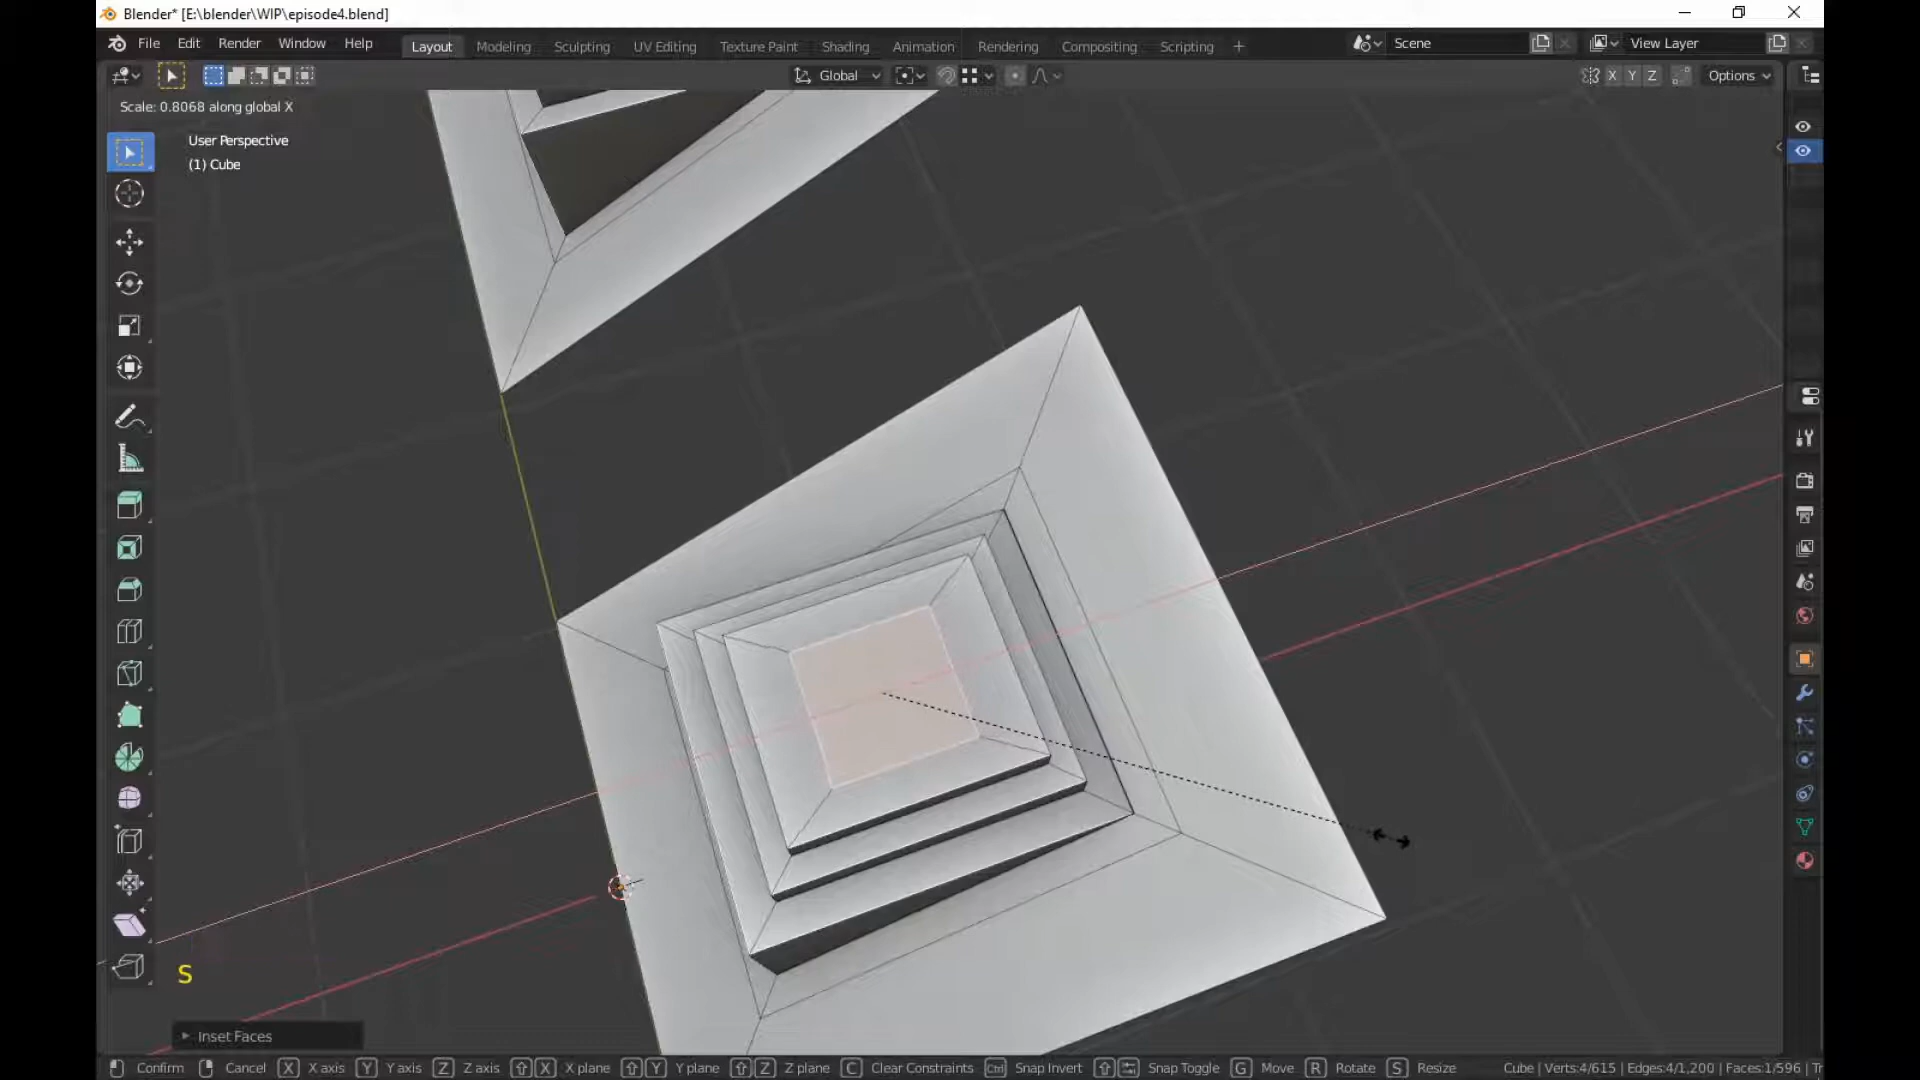 Blender* [E:\blender\WIP\episode4.blend]
File Edit Render Window Help Layout Modeling Sculpting UV Editing Texture Paint Shading Animation Rendering Compositing Scripting + Scene View Layer
Global X Y Z Options
Scale: 0.8068 along global X
User Perspective
(1) Cube
S
Inset Faces
Confirm Cancel X X axis Y Y axis Z Z axis X X plane Y Y plane Z Z plane C Clear Constraints Ctrl Snap Invert Snap Toggle G Move R Rotate S Resize Cube | Verts:4/615 | Edges:4/1,200 | Faces:1/596 | Tr